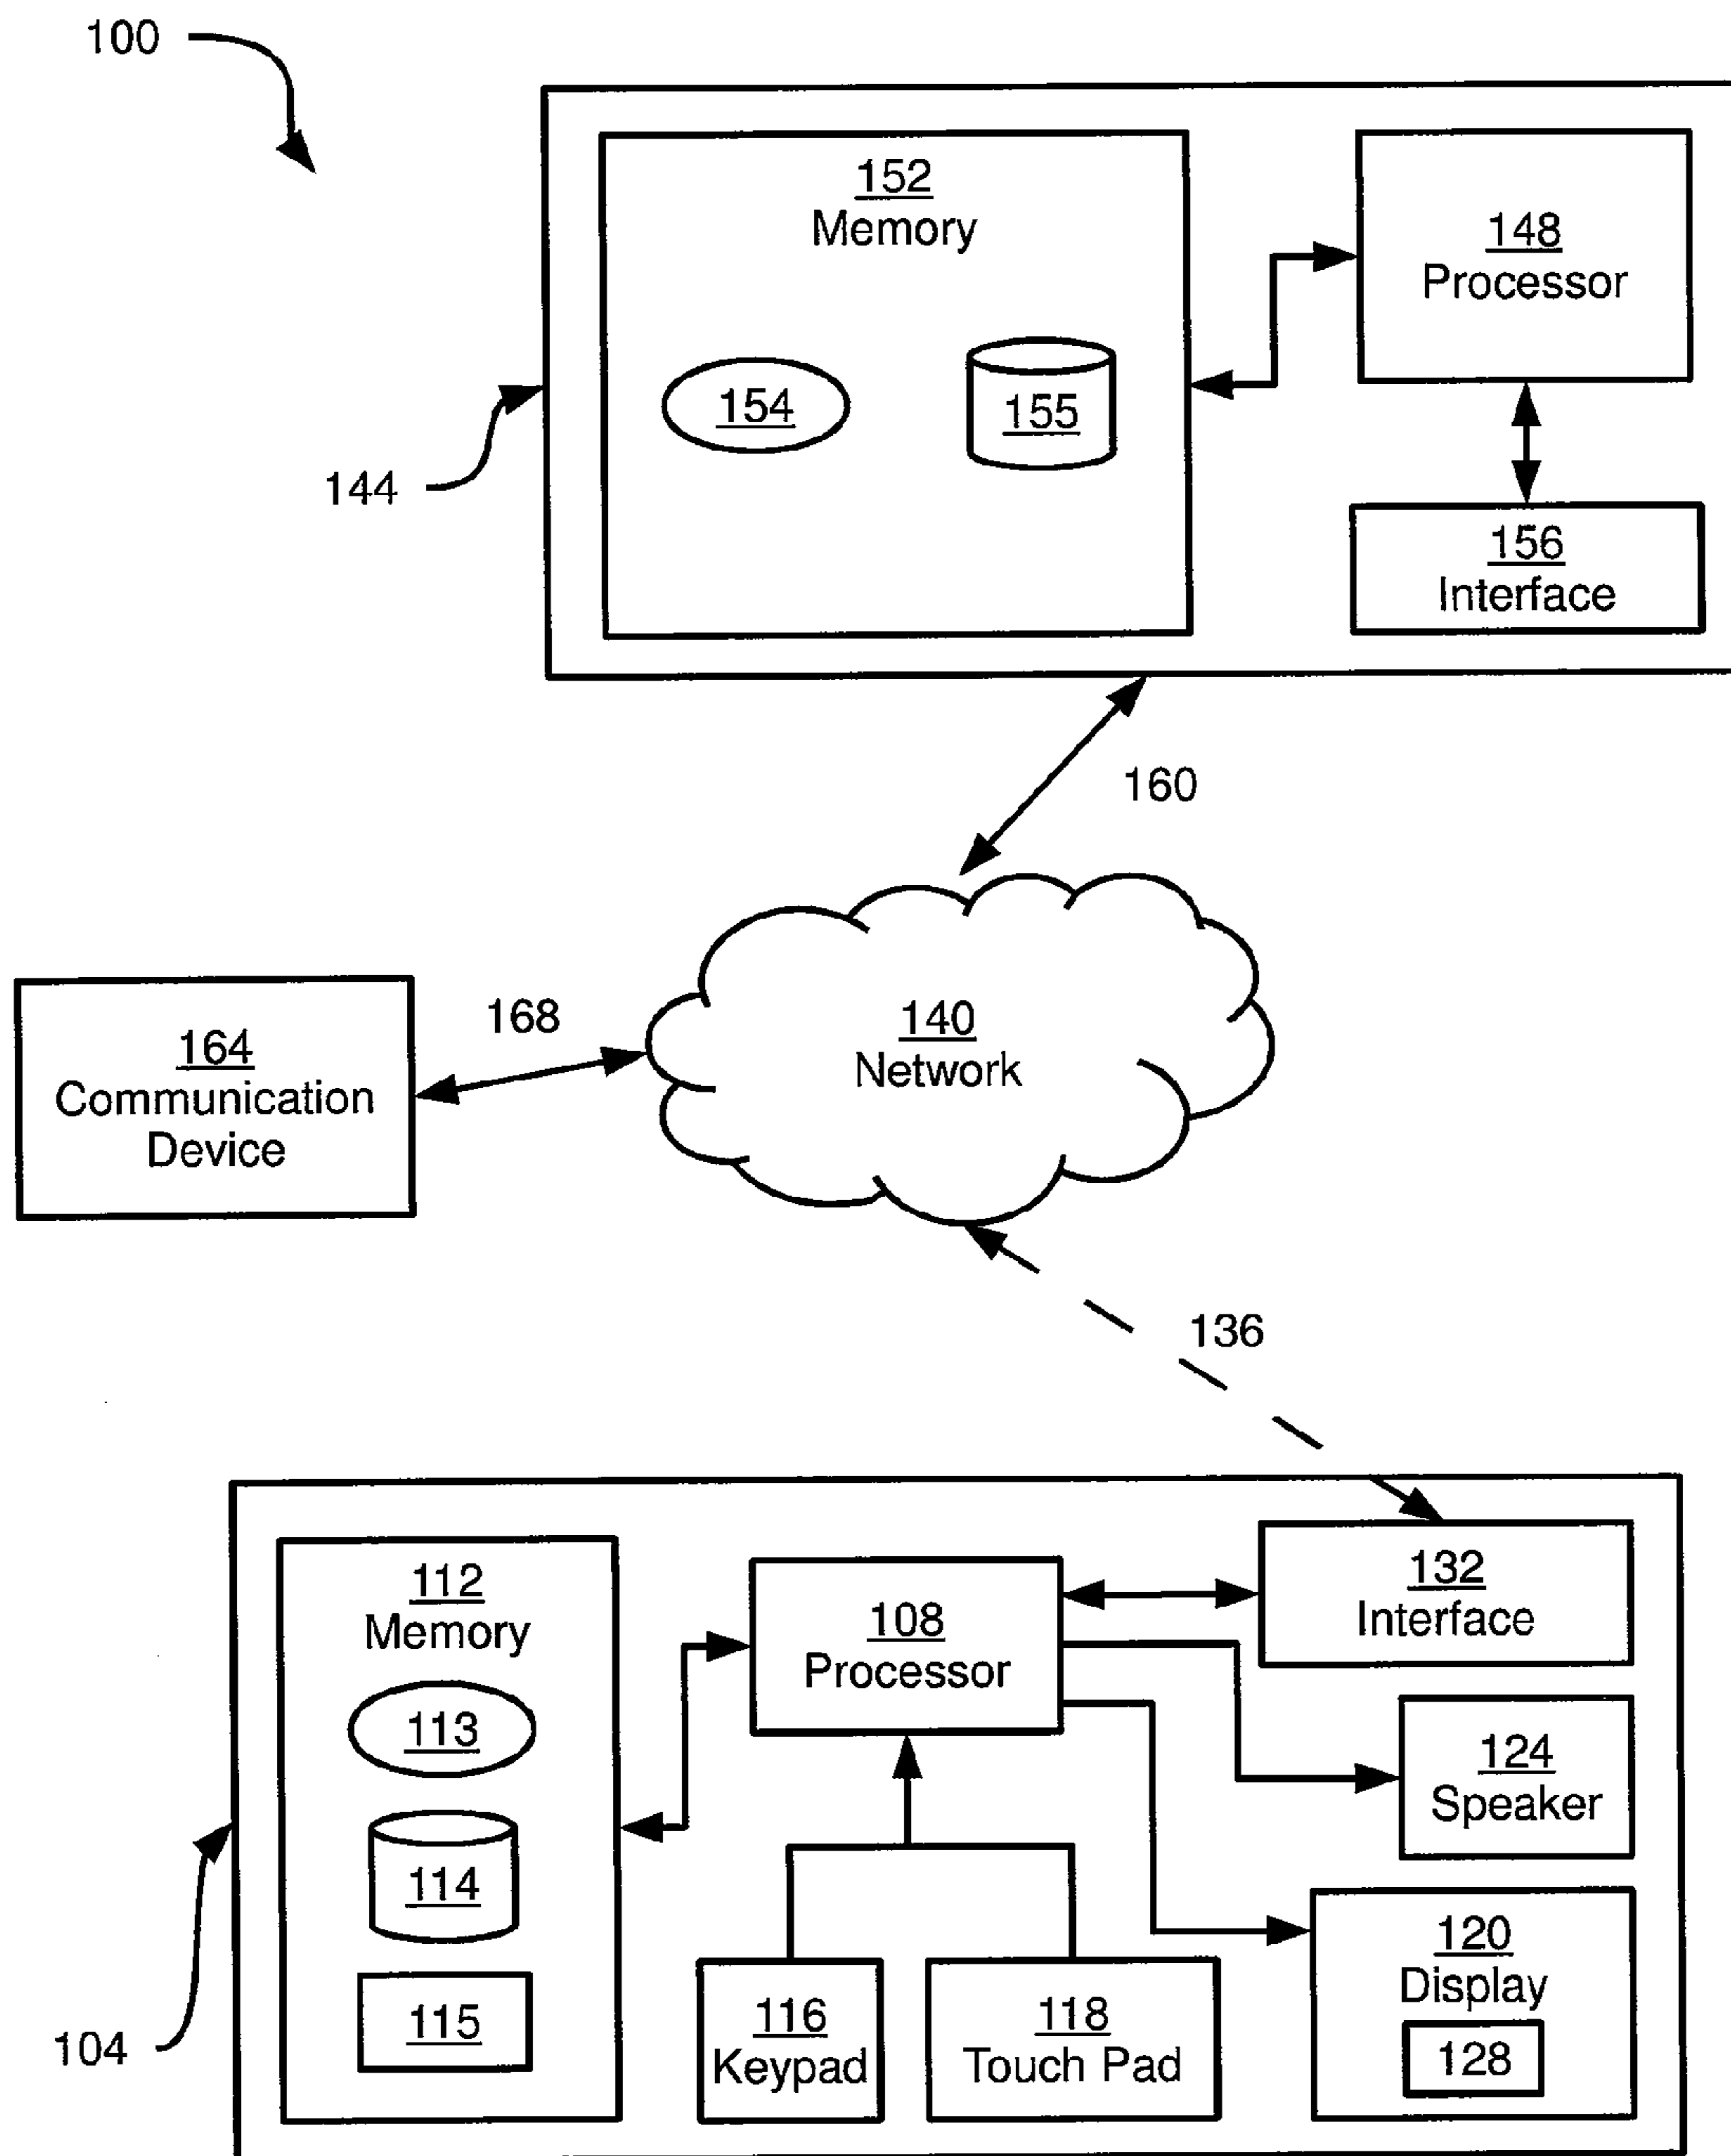 100
152
Memory
148
Processor
154
155
144
156
Interface
160
140
Network
168
164
Communication
Device
136
112
Memory
108
Processor
132
Interface
113
124
Speaker
114
120
Display
128
115
116
Keypad
118
Touch Pad
104